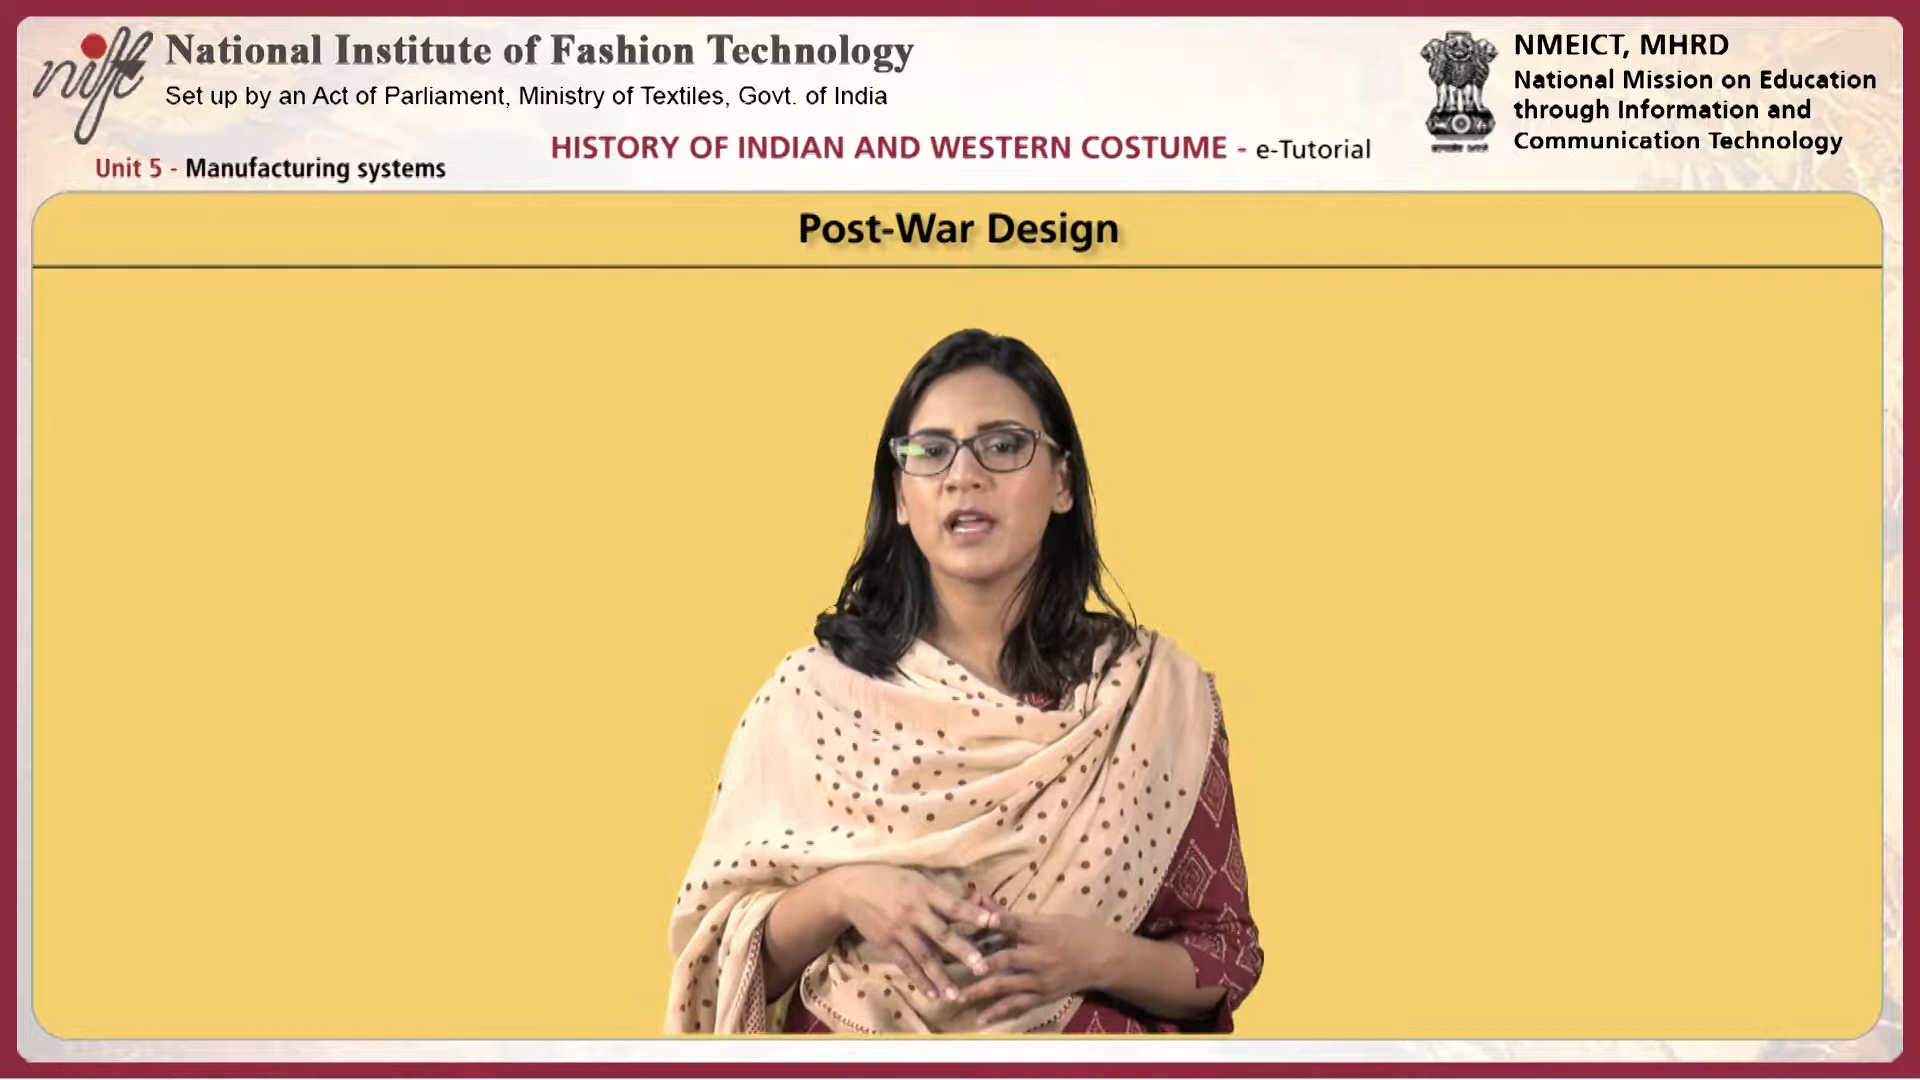 nift
National Institute of Fashion Technology
Set up by an Act of Parliament, Ministry of Textiles, Govt. of India
NMEICT, MHRD
National Mission on Education
through Information and
Communication Technology
HISTORY OF INDIAN AND WESTERN COSTUME - e-Tutorial
Unit 5 - Manufacturing systems
Post-War Design